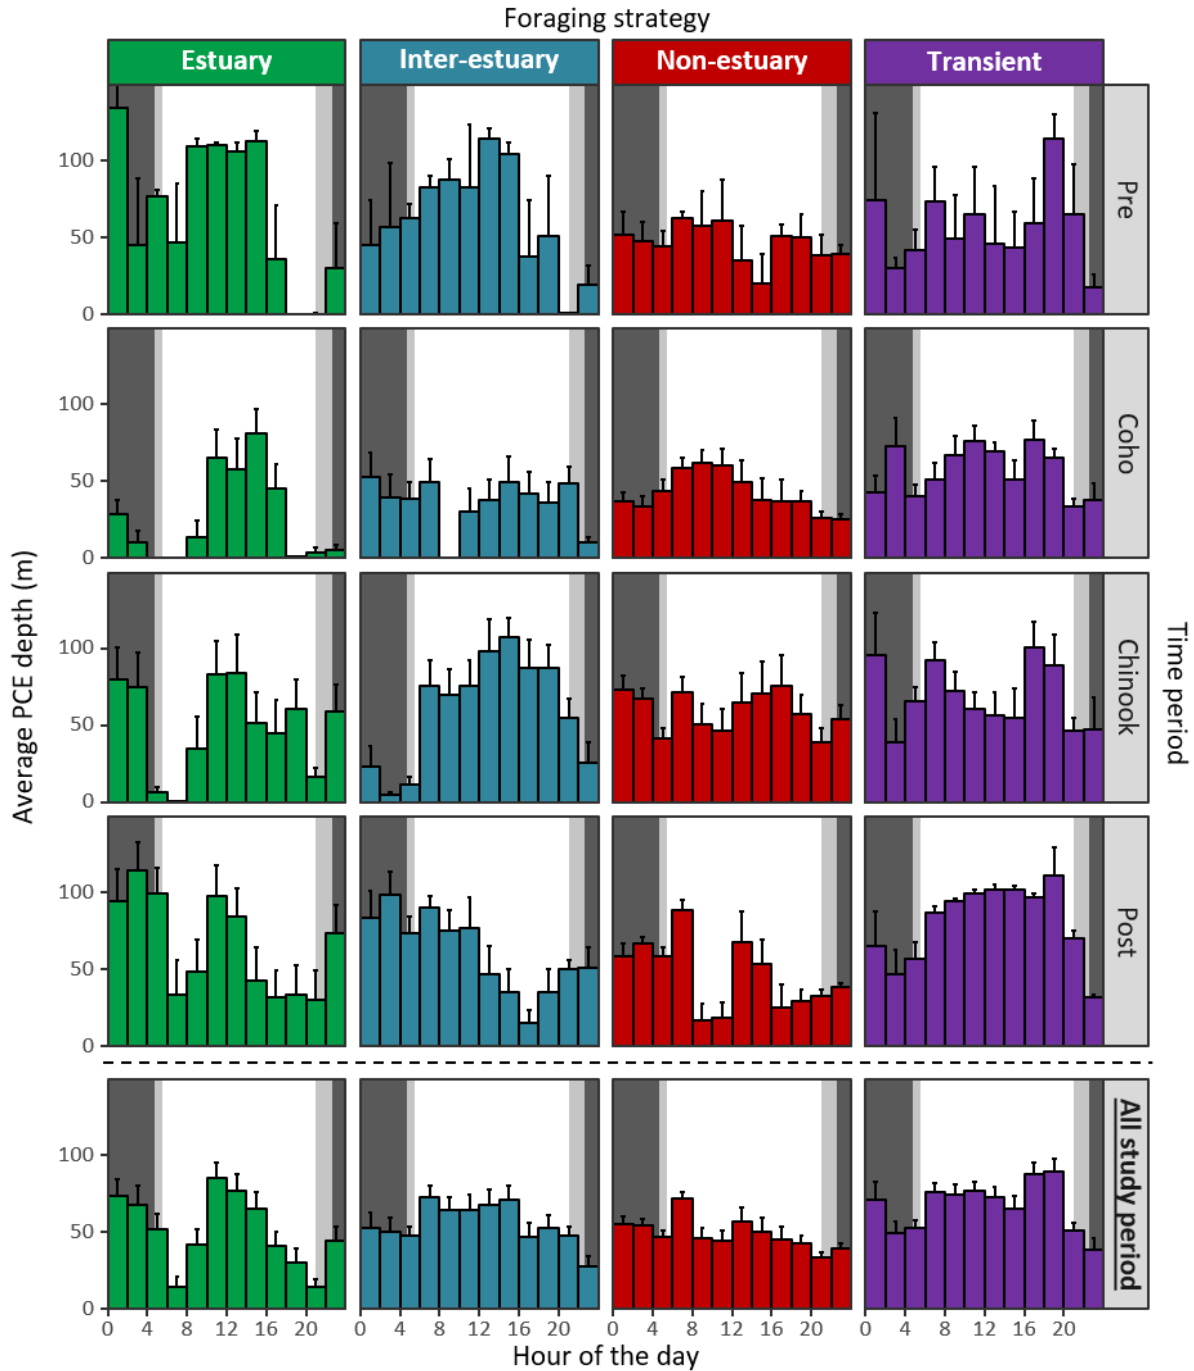 Foraging strategy
Estuary Inter-estuary Non-estuary Transient
100
50
0
Pre
100
50
0
Coho
100
50
0
Chinook
100
50
0
Post
100
50
0
All study period
Average PCE depth (m)
Time period
0 4 8 12 16 20 0 4 8 12 16 20 0 4 8 12 16 20 0 4 8 12 16 20
Hour of the day